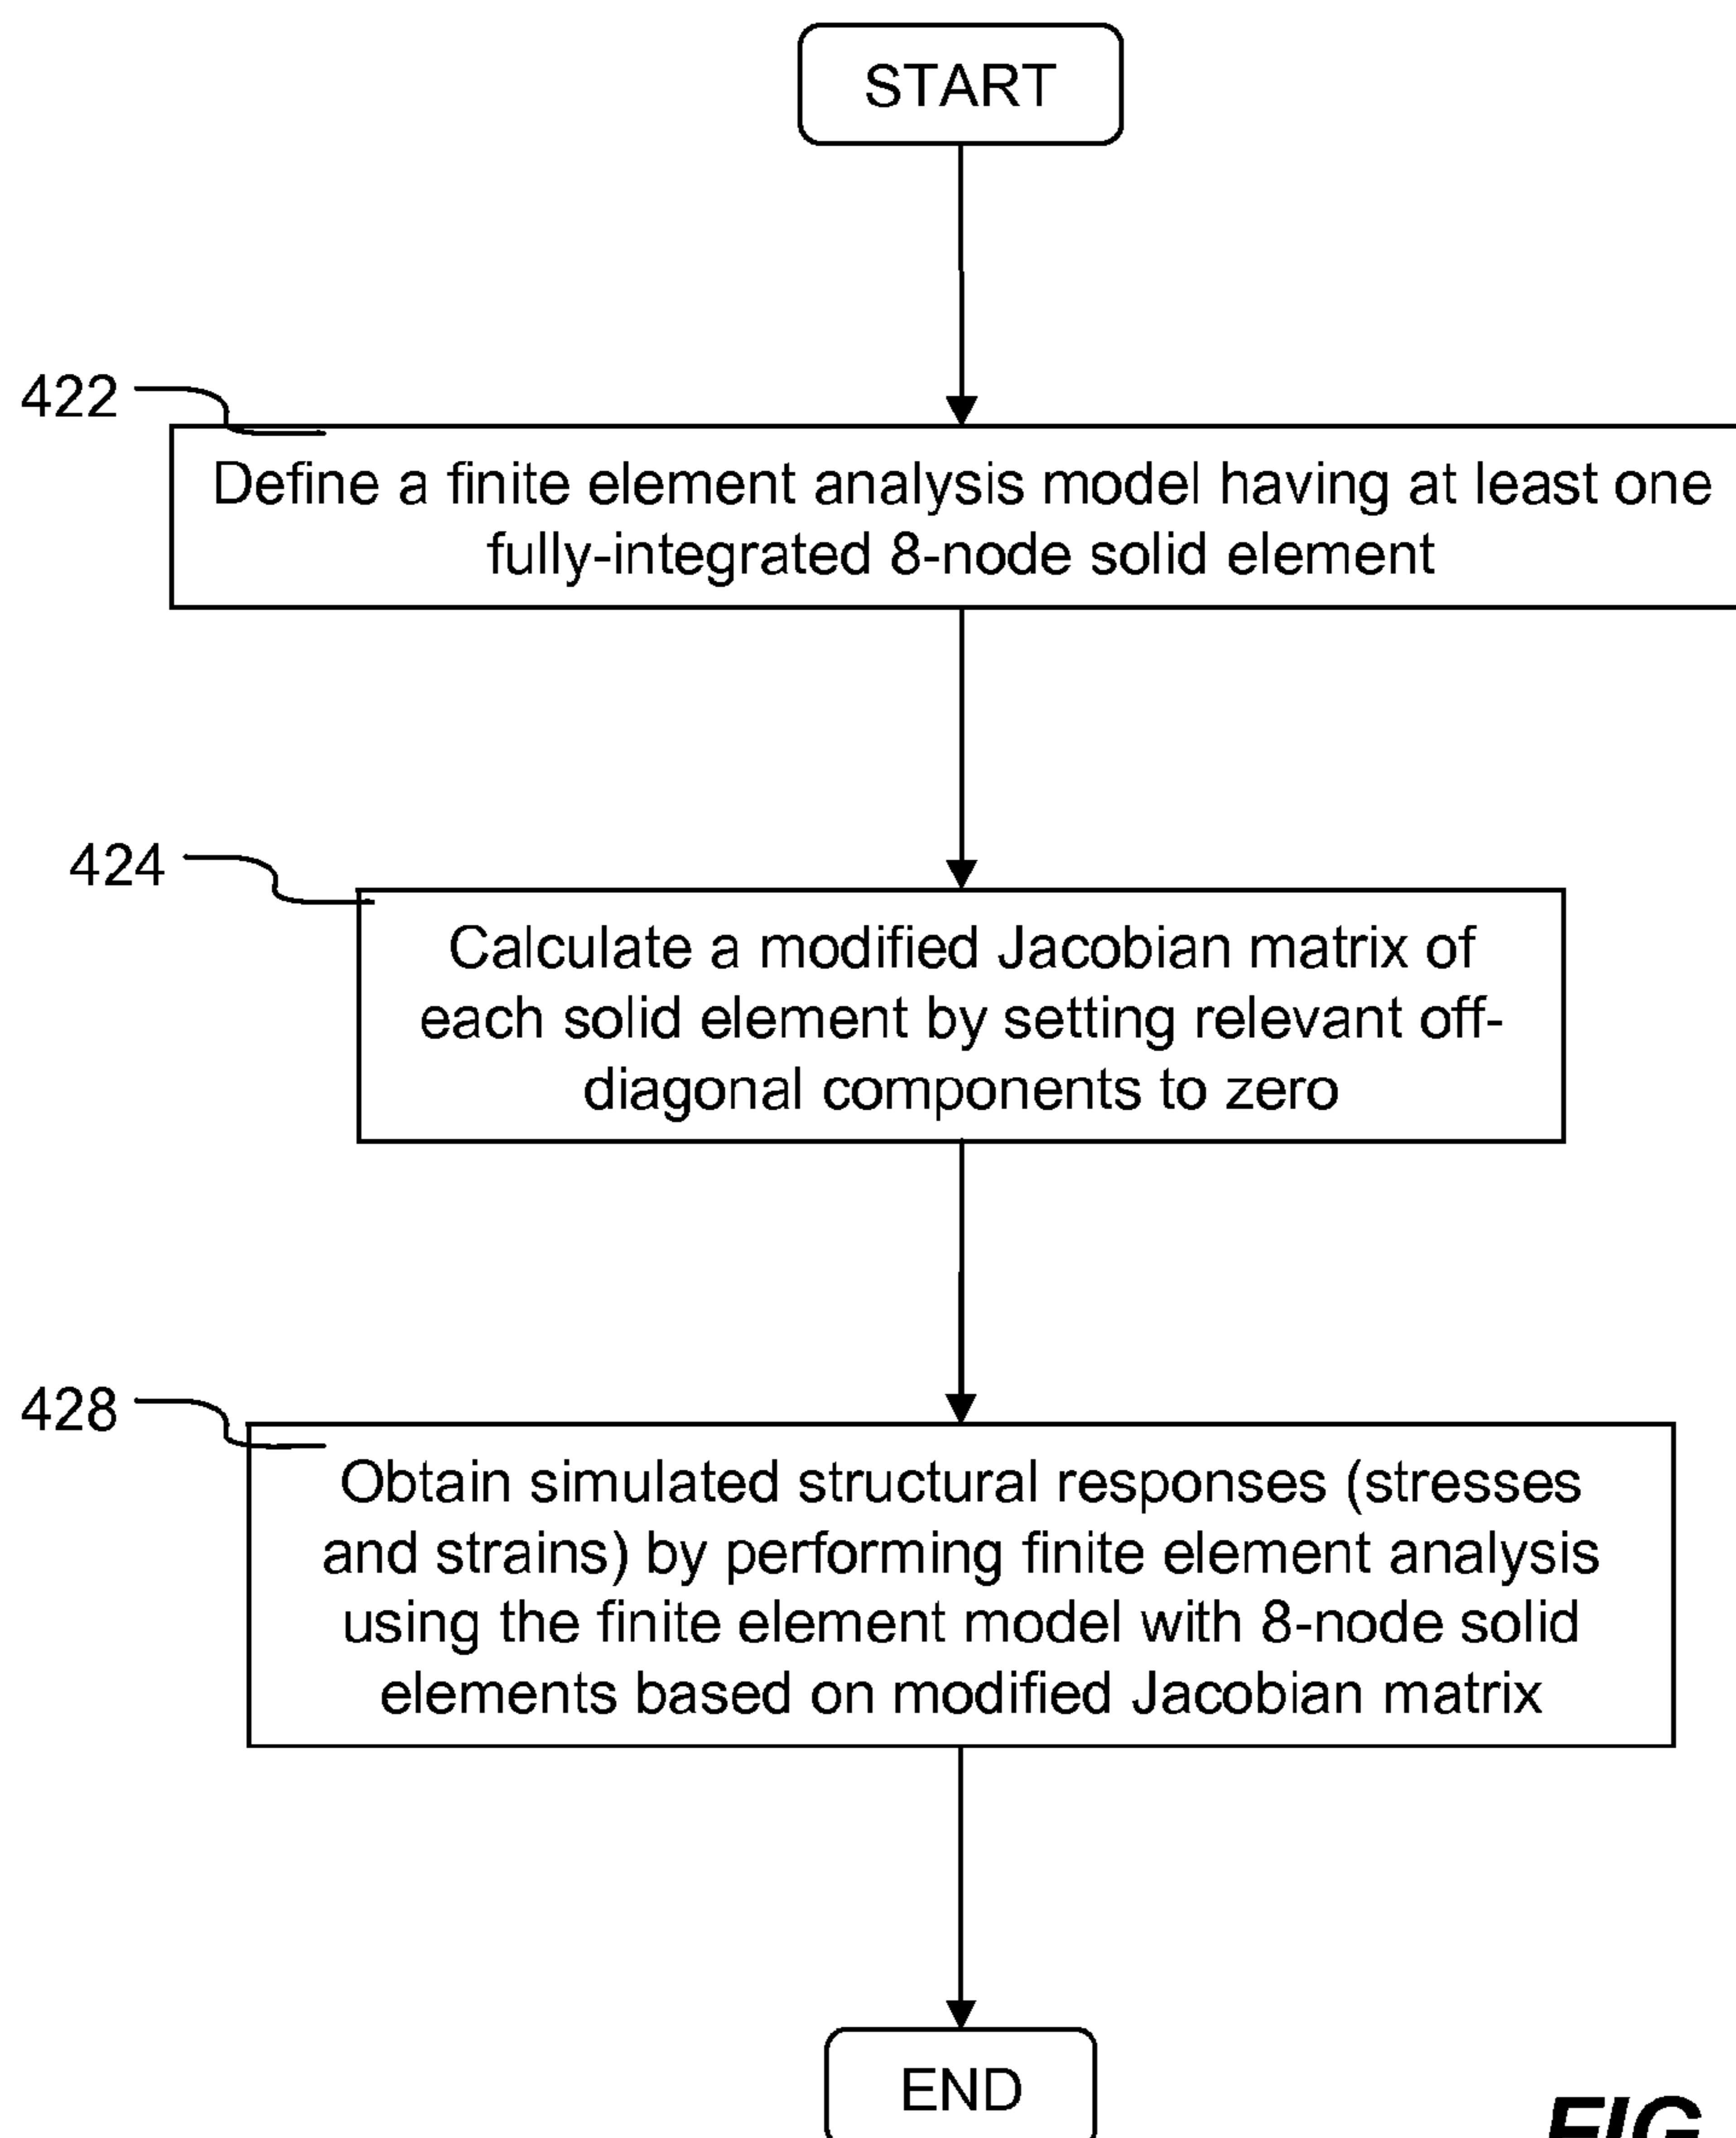 START
422
Define a finite element analysis model having at least one
fully-integrated 8-node solid element
424
Calculate a modified Jacobian matrix of
each solid element by setting relevant off-
diagonal components to zero
428
Obtain simulated structural responses (stresses
and strains) by performing finite element analysis
using the finite element model with 8-node solid
elements based on modified Jacobian matrix
END
FIG